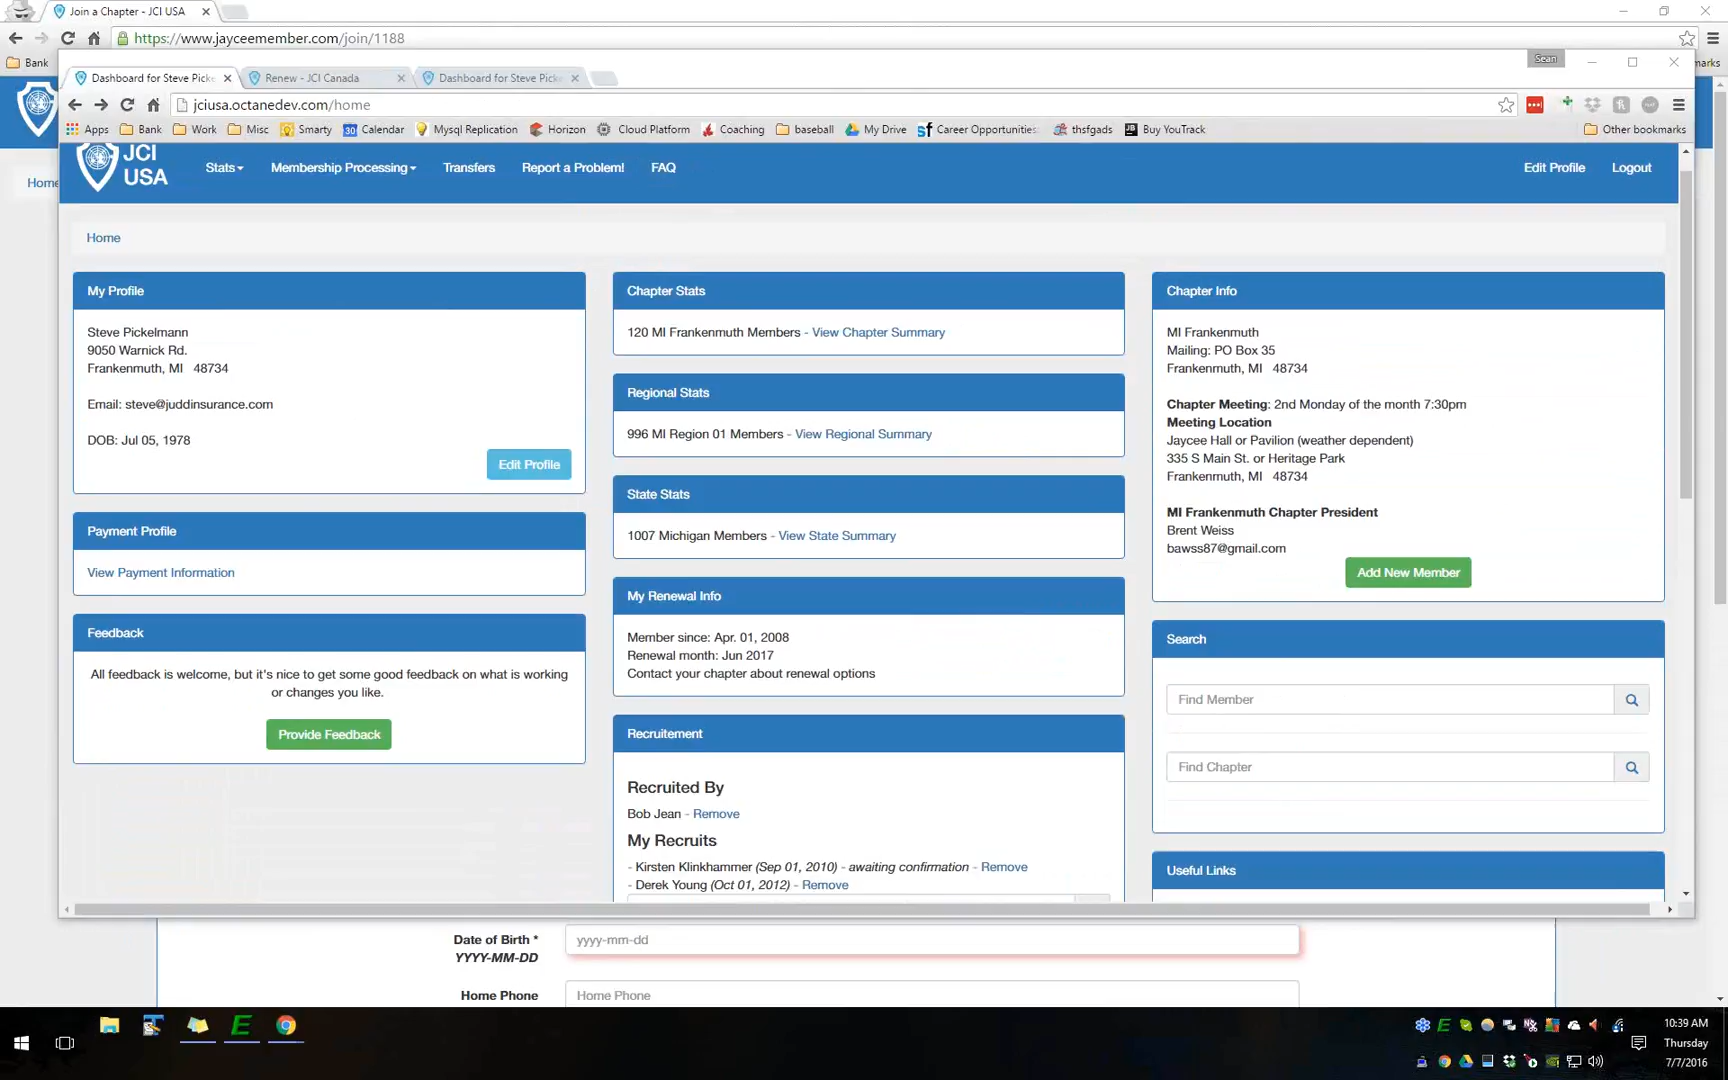 Join a Chapter - JCI USA
https://www.jayceemember.com/join/1188
Bank
Sean
Dashboard for Steve Picke
Renew - JCI Canada
Dashboard for Steve Picke
jciusa.octanedev.com/home
Apps Bank Work Misc Smarty Calendar Mysql Replication Horizon Cloud Platform Coaching baseball My Drive Career Opportunities thsfgads Buy YouTrack Other bookmarks
JCI
USA
Stats Membership Processing Transfers Report a Problem! FAQ Edit Profile Logout
Home
Home
My Profile
Steve Pickelmann
9050 Warnick Rd.
Frankenmuth, MI 48734
Email: steve@juddinsurance.com
DOB: Jul 05, 1978
Edit Profile
Payment Profile
View Payment Information
Feedback
All feedback is welcome, but it's nice to get some good feedback on what is working
or changes you like.
Provide Feedback
Chapter Stats
120 MI Frankenmuth Members - View Chapter Summary
Regional Stats
996 MI Region 01 Members - View Regional Summary
State Stats
1007 Michigan Members - View State Summary
My Renewal Info
Member since: Apr. 01, 2008
Renewal month: Jun 2017
Contact your chapter about renewal options
Recruitement
Recruited By
Bob Jean - Remove
My Recruits
- Kirsten Klinkhammer (Sep 01, 2010) - awaiting confirmation - Remove
- Derek Young (Oct 01, 2012) - Remove
Chapter Info
MI Frankenmuth
Mailing: PO Box 35
Frankenmuth, MI 48734
Chapter Meeting: 2nd Monday of the month 7:30pm
Meeting Location
Jaycee Hall or Pavilion (weather dependent)
335 S Main St. or Heritage Park
Frankenmuth, MI 48734
MI Frankenmuth Chapter President
Brent Weiss
bawss87@gmail.com
Add New Member
Search
Find Member
Find Chapter
Useful Links
Date of Birth *
YYYY-MM-DD
yyyy-mm-dd
Home Phone
Home Phone
10:39 AM
Thursday
7/7/2016